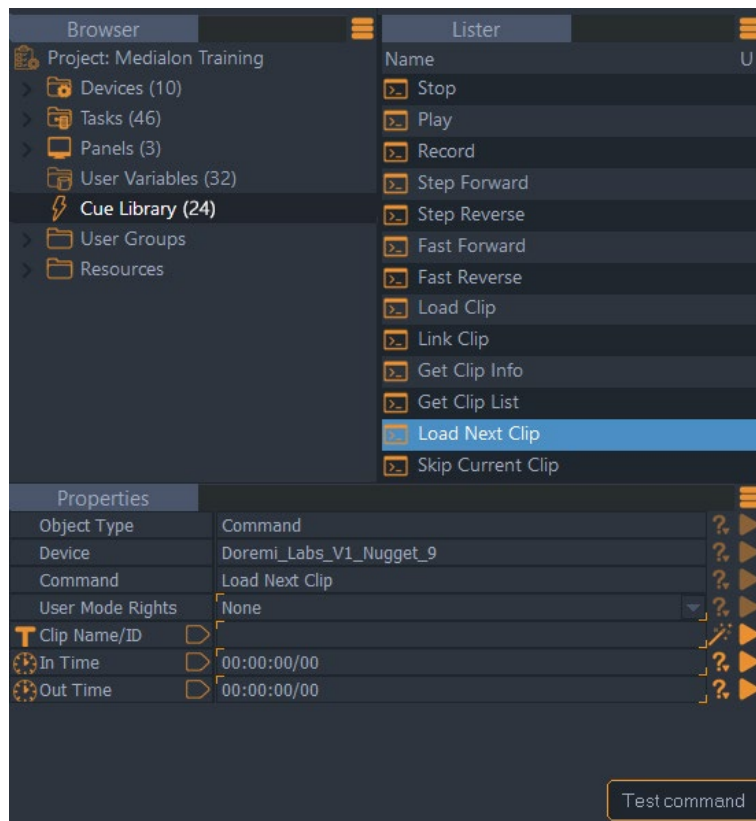 Browser
Project: Medialon Training
Devices (10)
Tasks (46)
Panels (3)
User Variables (32)
Cue Library (24)
User Groups
Resources
Lister
Name U
Stop
Play
Record
Step Forward
Step Reverse
Fast Forward
Fast Reverse
Load Clip
Link Clip
Get Clip Info
Get Clip List
Load Next Clip
Skip Current Clip
Properties
Object Type Command
Device Doremi_Labs_V1_Nugget_9
Command Load Next Clip
User Mode Rights None
Clip Name/ID
In Time 00:00:00/00
Out Time 00:00:00/00
Test command